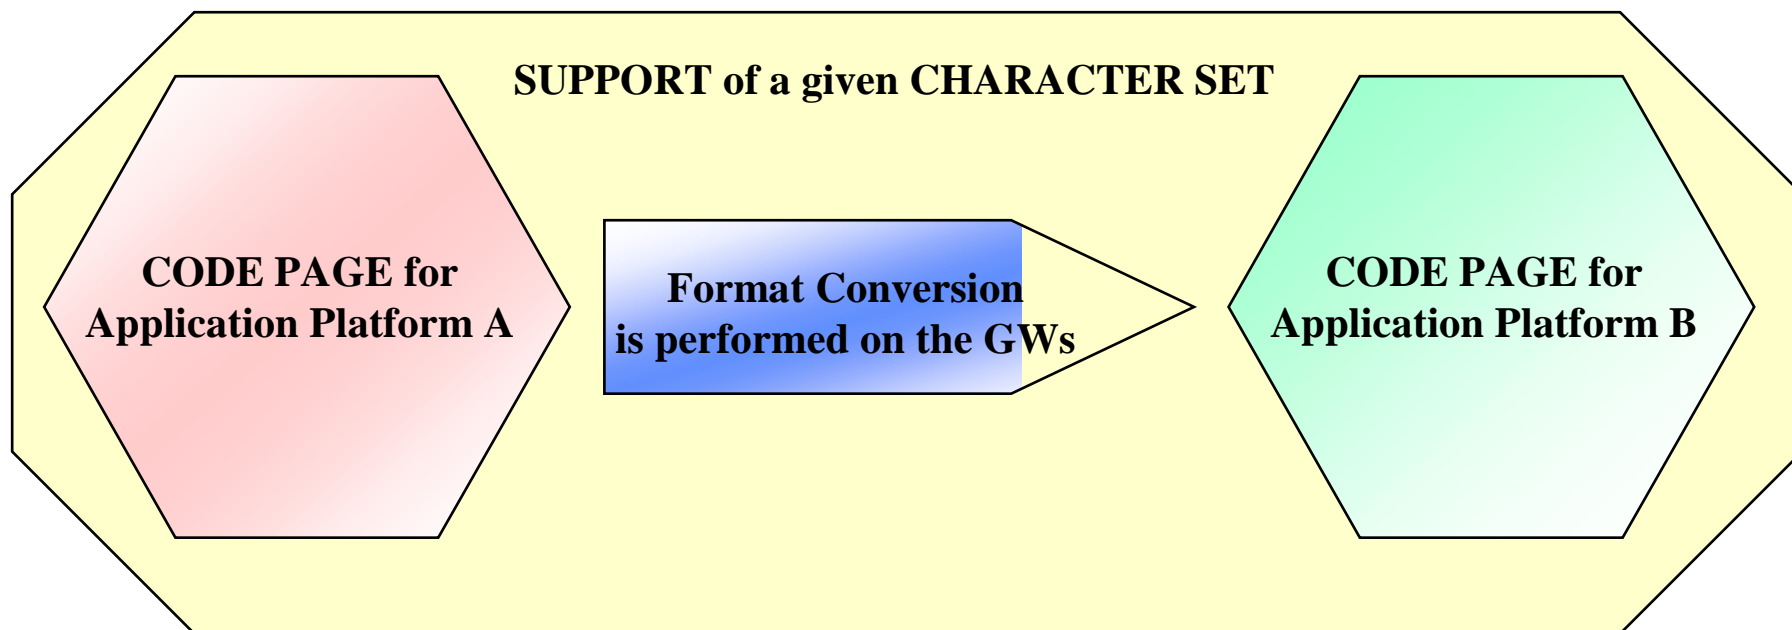 SUPPORT of a given CHARACTER SET
CODE PAGE for
Application Platform A
Format Conversion
is performed on the GWs
CODE PAGE for
Application Platform B